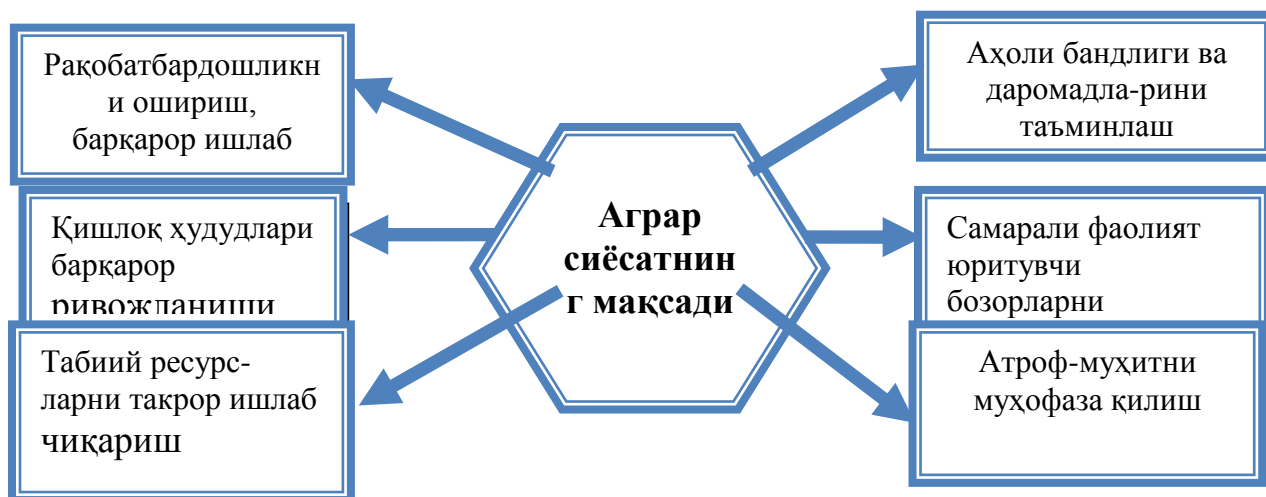 Рақобатбардошликн
и ошириш,
барқарор ишлаб
Қишлоқ ҳудудлари
барқарор
ривожланиши
Табиий ресурс-
ларни такрор ишлаб
чиқариш
Аграр
сиёсатнин
г мақсади
Аҳоли бандлиги ва
даромадла-рини
таъминлаш
Самарали фаолият
юритувчи
бозорларни
Атроф-муҳитни
муҳофаза қилиш